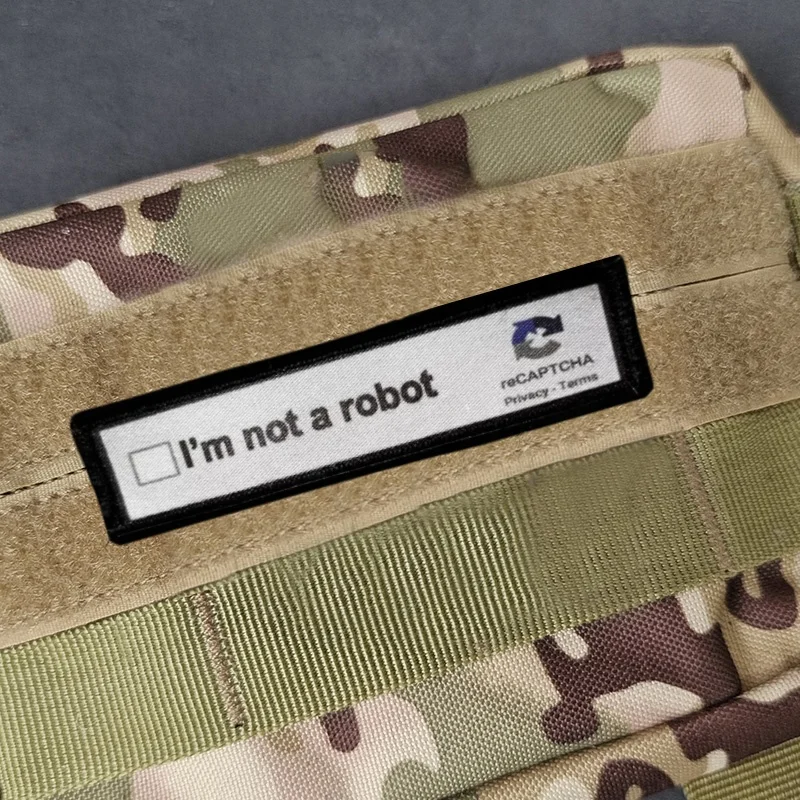 I'm not a robot
reCAPTCHA
Privacy - Terms